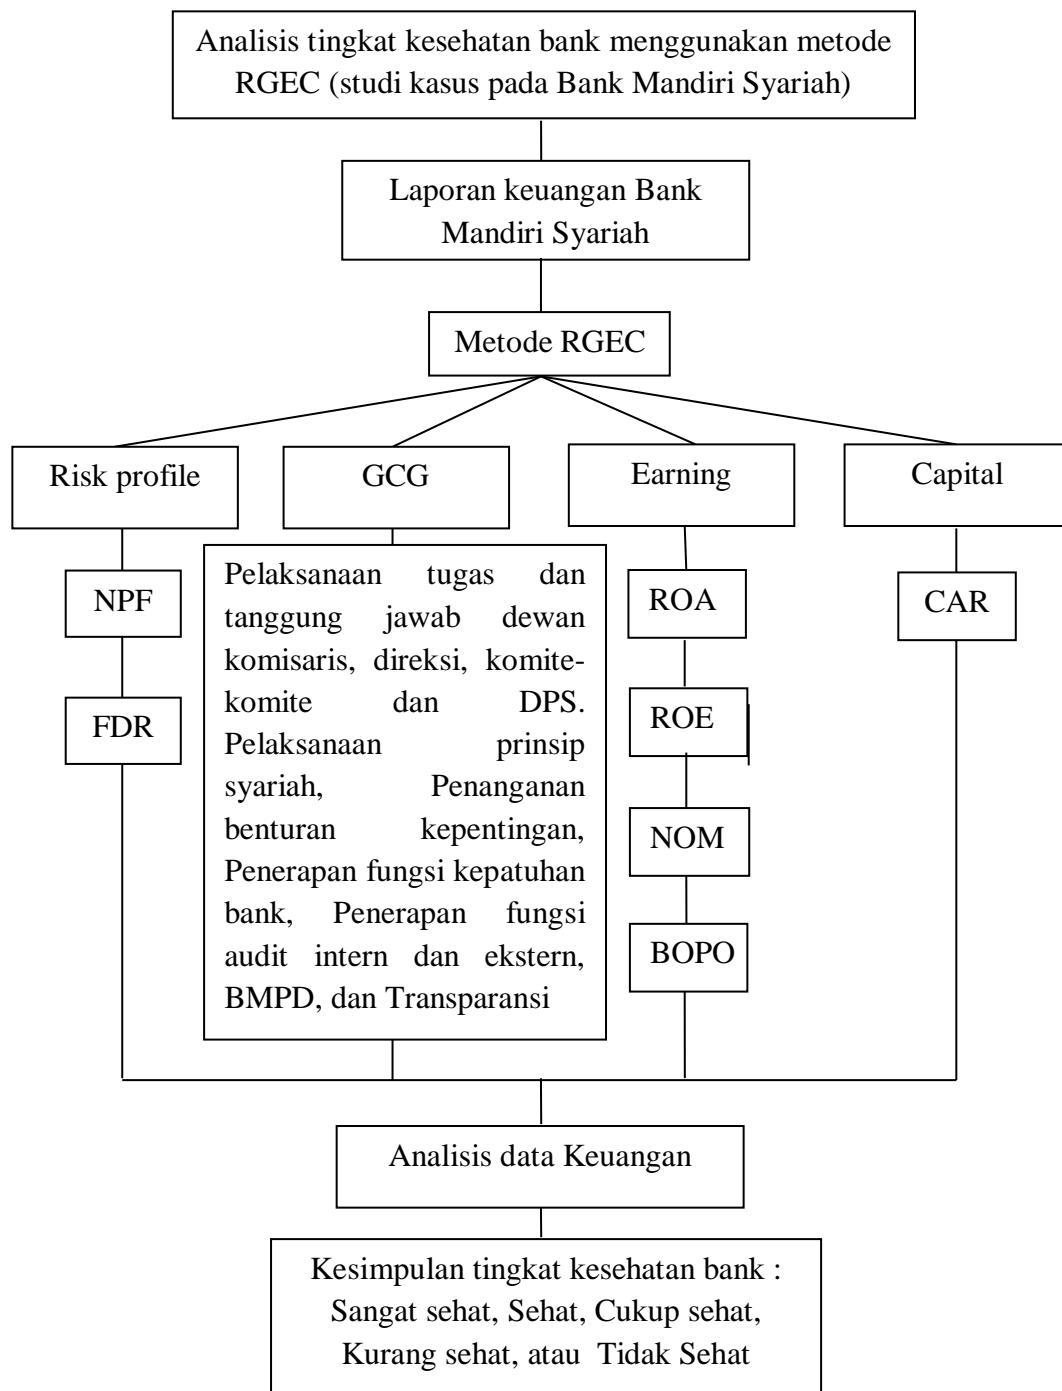 Analisis tingkat kesehatan bank menggunakan metode
RGEC (studi kasus pada Bank Mandiri Syariah)
Laporan keuangan Bank
Mandiri Syariah
Metode RGEC
Risk profile
GCG
Earning
Capital
NPF
FDR
Pelaksanaan tugas dan
tanggung jawab dewan
komisaris, direksi, komite-
komite dan DPS.
Pelaksanaan prinsip
syariah, Penanganan
benturan kepentingan,
Penerapan fungsi kepatuhan
bank, Penerapan fungsi
audit intern dan ekstern,
BMPD, dan Transparansi
ROA
ROE
NOM
BOPO
CAR
Analisis data Keuangan
Kesimpulan tingkat kesehatan bank :
Sangat sehat, Sehat, Cukup sehat,
Kurang sehat, atau Tidak Sehat